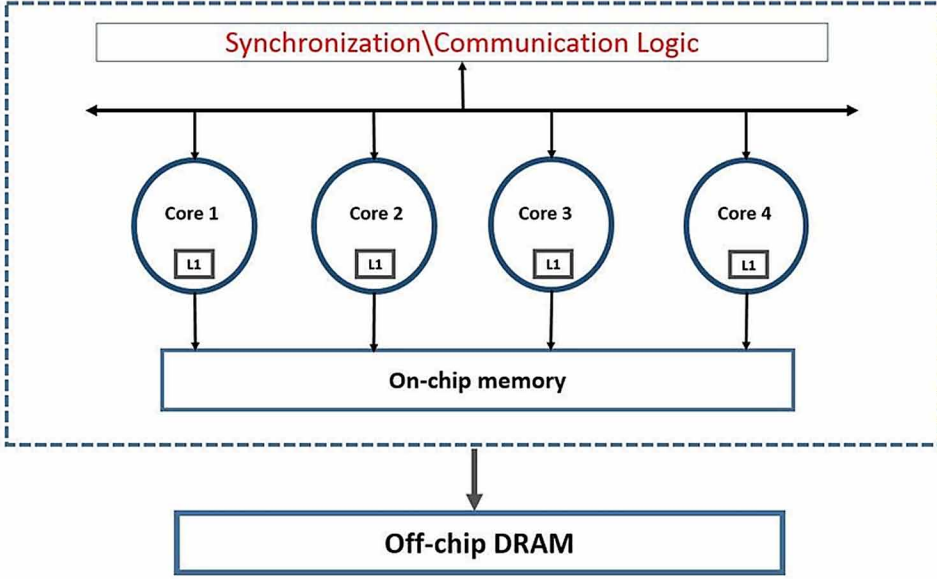 Synchronization\Communication Logic
Core 1
Core 2
Core 3
Core 4
L1
L1
L1
L1
On-chip memory
Off-chip DRAM